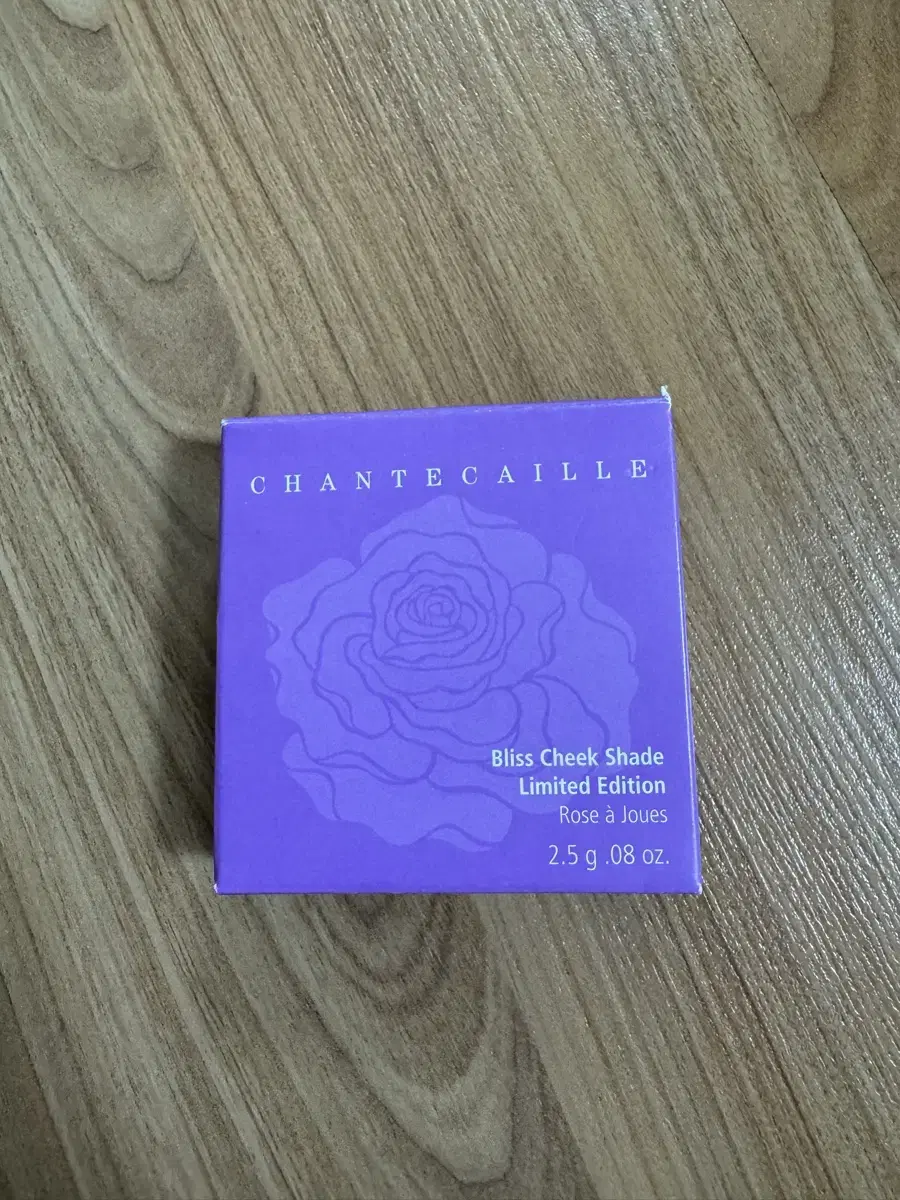 CHANTECAILLE
Bliss Cheek Shade
Limited Edition
Rose à Joues
2.5 g .08 oz.